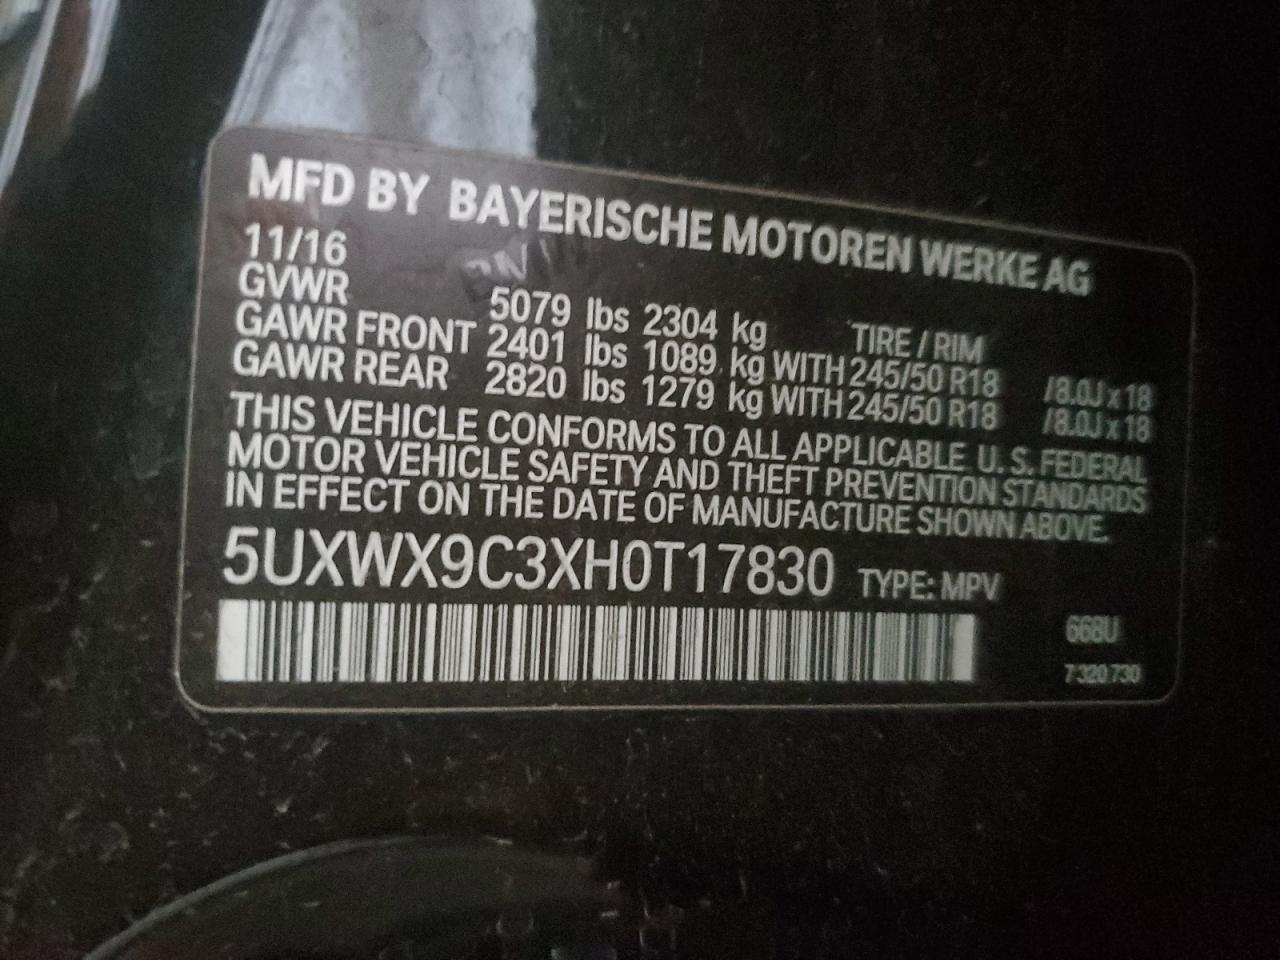 MFD BY BAYERISCHE MOTOREN WERKE AG
11/16
GVWR 5079 lbs 2304 kg TIRE / RIM
GAWR FRONT 2401 lbs 1089 kg WITH 245/50 R18 /8.0J x 18
GAWR REAR 2820 lbs 1279 kg WITH 245/50 R18 /8.0J x 18
THIS VEHICLE CONFORMS TO ALL APPLICABLE U.S. FEDERAL
MOTOR VEHICLE SAFETY AND THEFT PREVENTION STANDARDS
IN EFFECT ON THE DATE OF MANUFACTURE SHOWN ABOVE.
5UXWX9C3XH0T17830 TYPE: MPV
668U
7 320 730